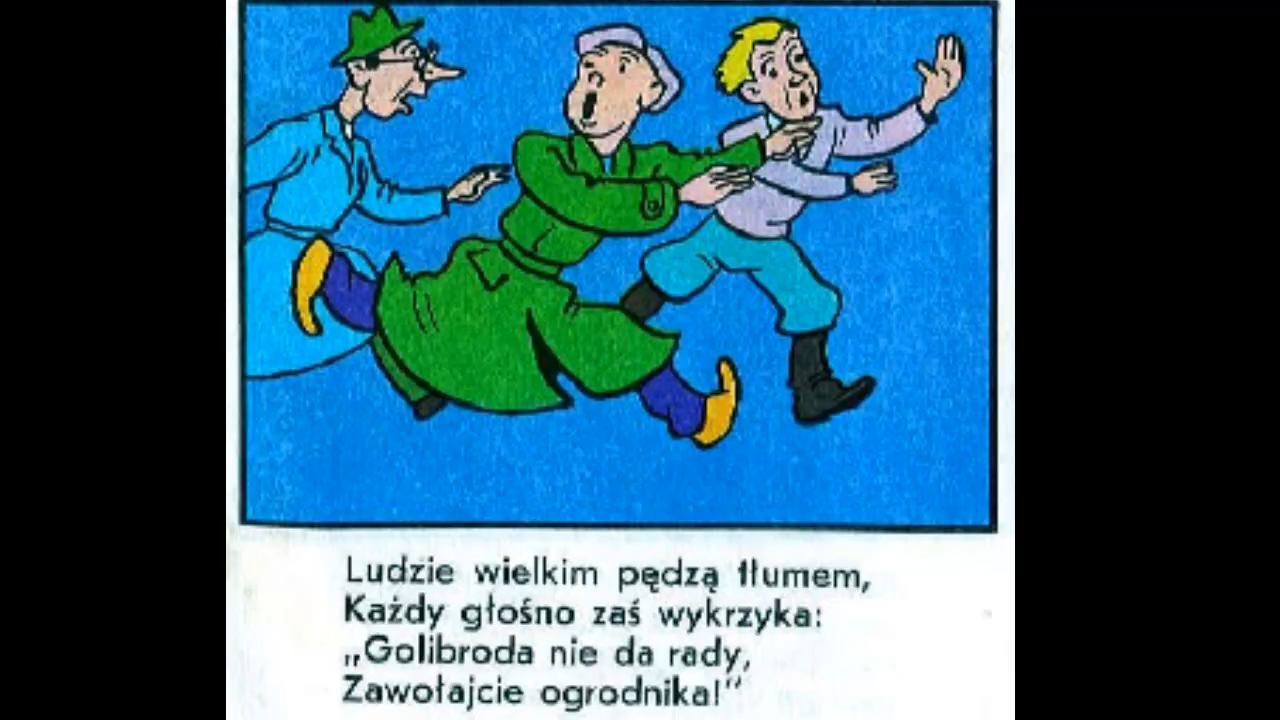 Ludzie wielkim pędzą tłumem,
Każdy głośno zaś wykrzyka:
„Golibroda nie da rady,
Zawołajcie ogrodnika!”